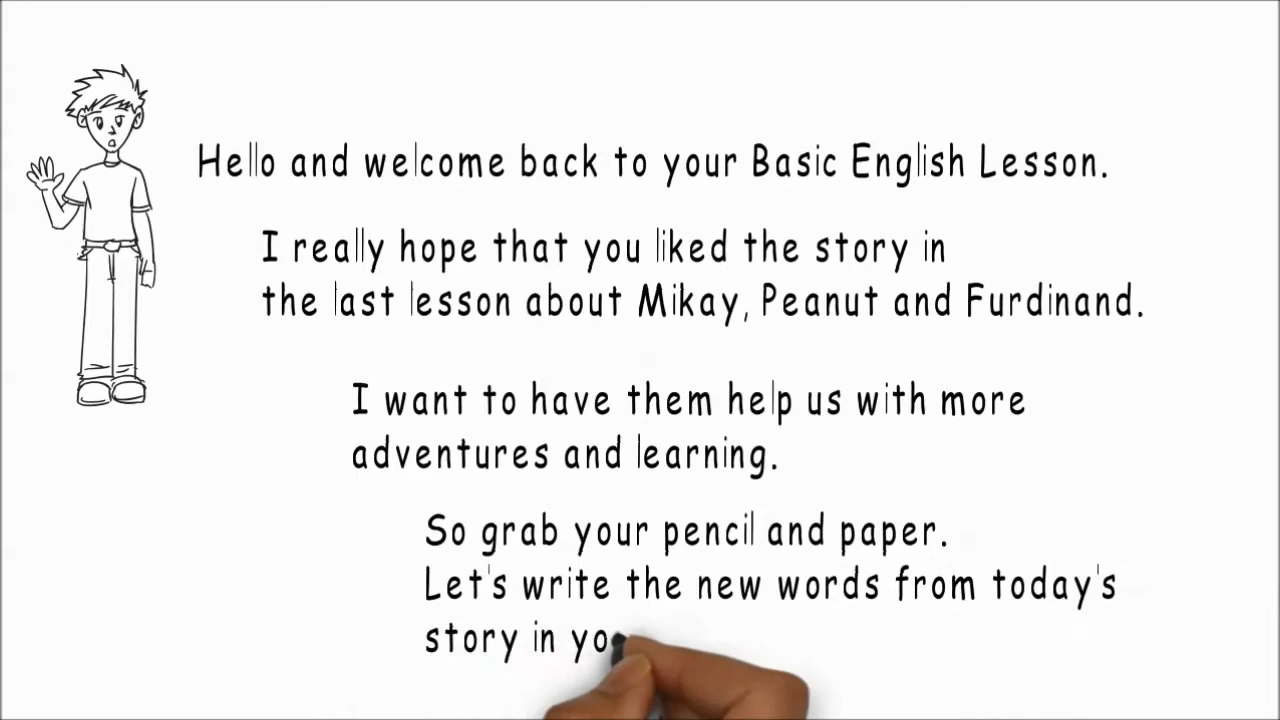 Hello and welcome back to your Basic English Lesson.
I really hope that you liked the story in
the last lesson about Mikay, Peanut and Furdinand.
I want to have them help us with more
adventures and learning.
So grab your pencil and paper.
Let's write the new words from today's
story in yo